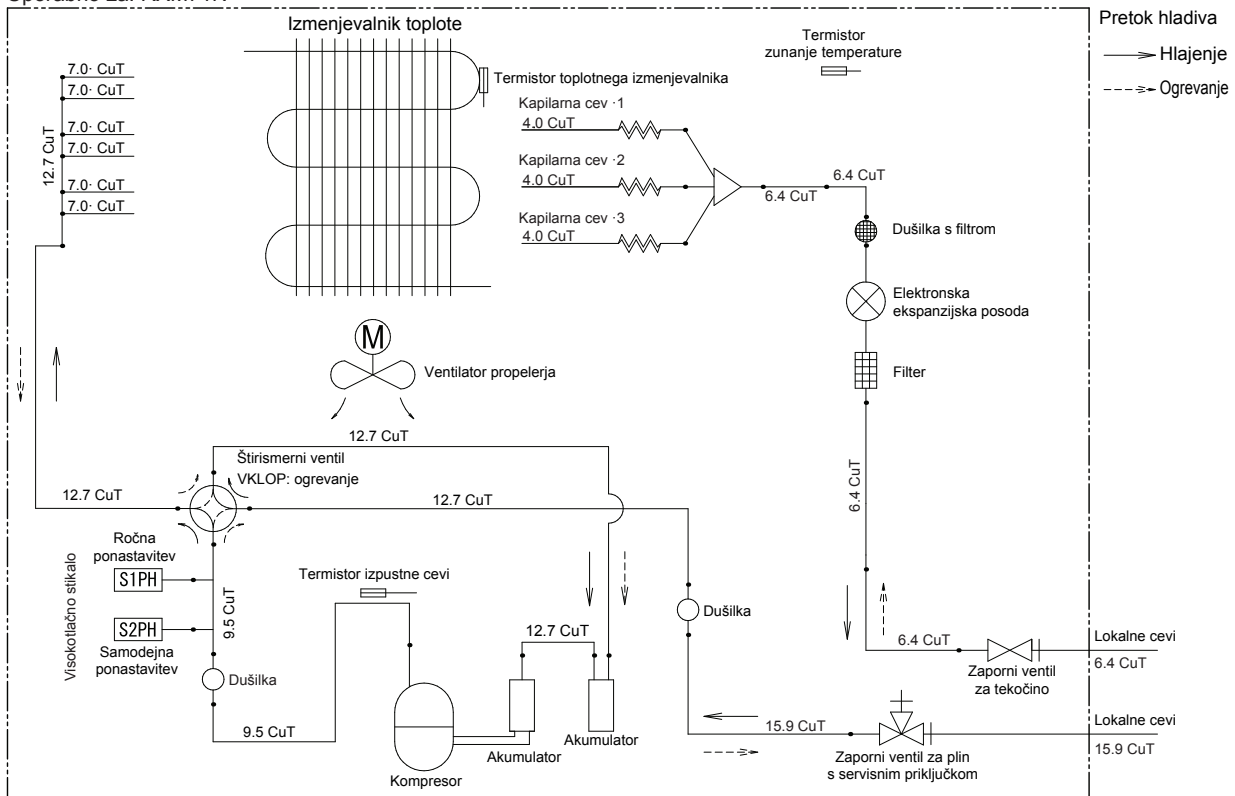 Izmenjevalnik toplote
Termistor
zunanje temperature
Pretok hladiva
Hlajenje
Ogrevanje
7.0· CuT
7.0· CuT
7.0· CuT
7.0· CuT
7.0· CuT
7.0· CuT
12.7 CuT
Termistor toplotnega izmenjevalnika
Kapilarna cev ·1
4.0 CuT
Kapilarna cev ·2
4.0 CuT
Kapilarna cev ·3
4.0 CuT
6.4 CuT
6.4 CuT
Dušilka s filtrom
Elektronska
ekspanzijska posoda
Filter
M
Ventilator propelerja
12.7 CuT
Štirismerni ventil
VKLOP: ogrevanje
12.7 CuT
12.7 CuT
6.4 CuT
Visokotlačno stikalo
Ročna
ponastavitev
S1PH
S2PH
Samodejna
ponastavitev
9.5 CuT
Termistor izpustne cevi
Dušilka
Dušilka
12.7 CuT
9.5 CuT
Kompresor
Akumulator
Akumulator
6.4 CuT
Zaporni ventil
za tekočino
Lokalne cevi
6.4 CuT
15.9 CuT
Zaporni ventil za plin
s servisnim priključkom
Lokalne cevi
15.9 CuT